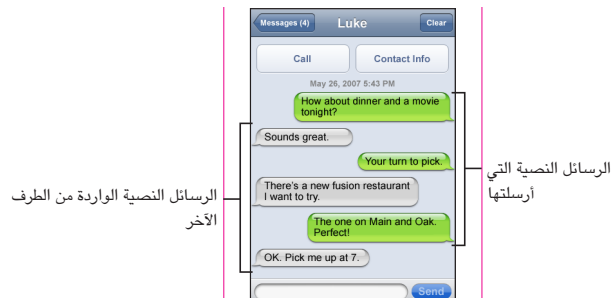 Messages (4) Luke Clear
Call Contact Info
May 26, 2007 5:43 PM
How about dinner and a movie
tonight?
Sounds great.
Your turn to pick.
There's a new fusion restaurant
I want to try.
The one on Main and Oak.
Perfect!
OK. Pick me up at 7.
Send
الرسائل النصية التي
أرسلتها
الرسائل النصية الواردة من الطرف
الآخر